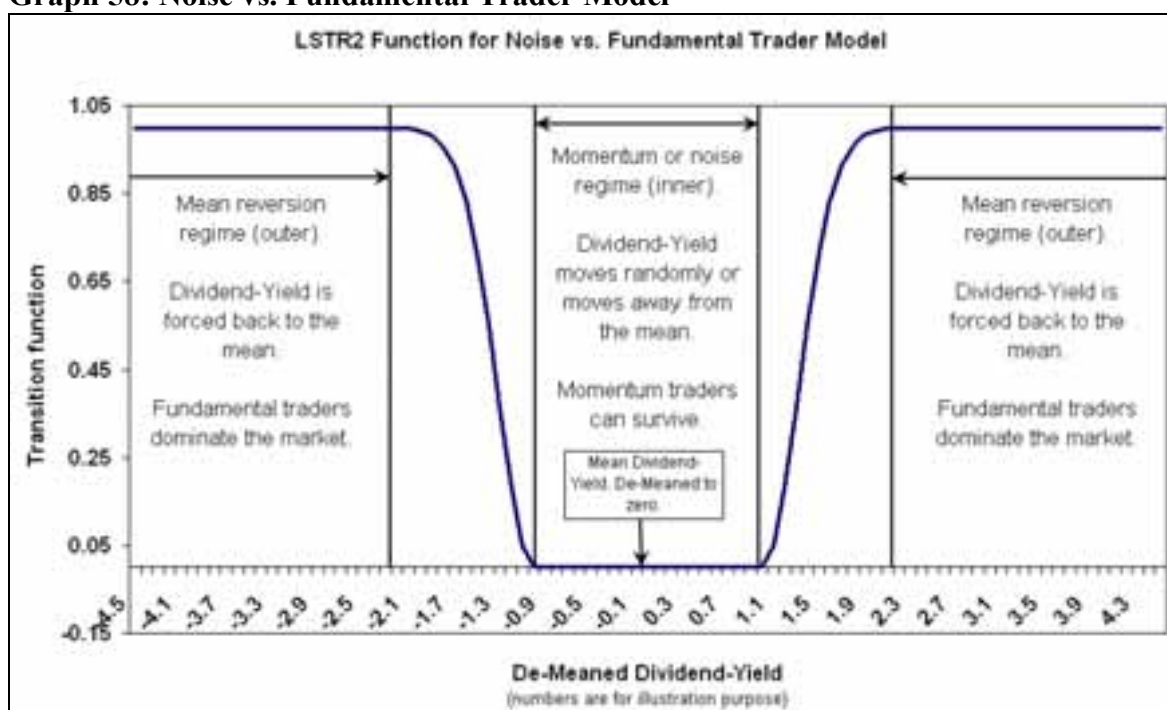 Graph 38: Noise vs. Fundamental Trader Model
LSTR2 Function for Noise vs. Fundamental Trader Model
Transition function
1.05
0.85
0.65
0.45
0.25
0.05
-0.15
Mean reversion
regime (outer)
Dividend-Yield is
forced back to the
mean.
Fundamental traders
dominate the market.
Momentum or noise
regime (inner).
Dividend-Yield
moves randomly or
moves away from
the mean.
Momentum traders
can survive.
Mean Dividend-
Yield. De-Meaned to
zero.
Mean reversion
regime (outer)
Dividend-Yield is
forced back to the
mean.
Fundamental traders
dominate the market.
-4.5 -4.1 -3.7 -3.3 -2.9 -2.5 -2.1 -1.7 -1.3 -0.9 -0.5 -0.1 0.3 0.7 1.1 1.5 1.9 2.3 2.7 3.1 3.5 3.9 4.3
De-Meaned Dividend-Yield
(numbers are for illustration purpose)